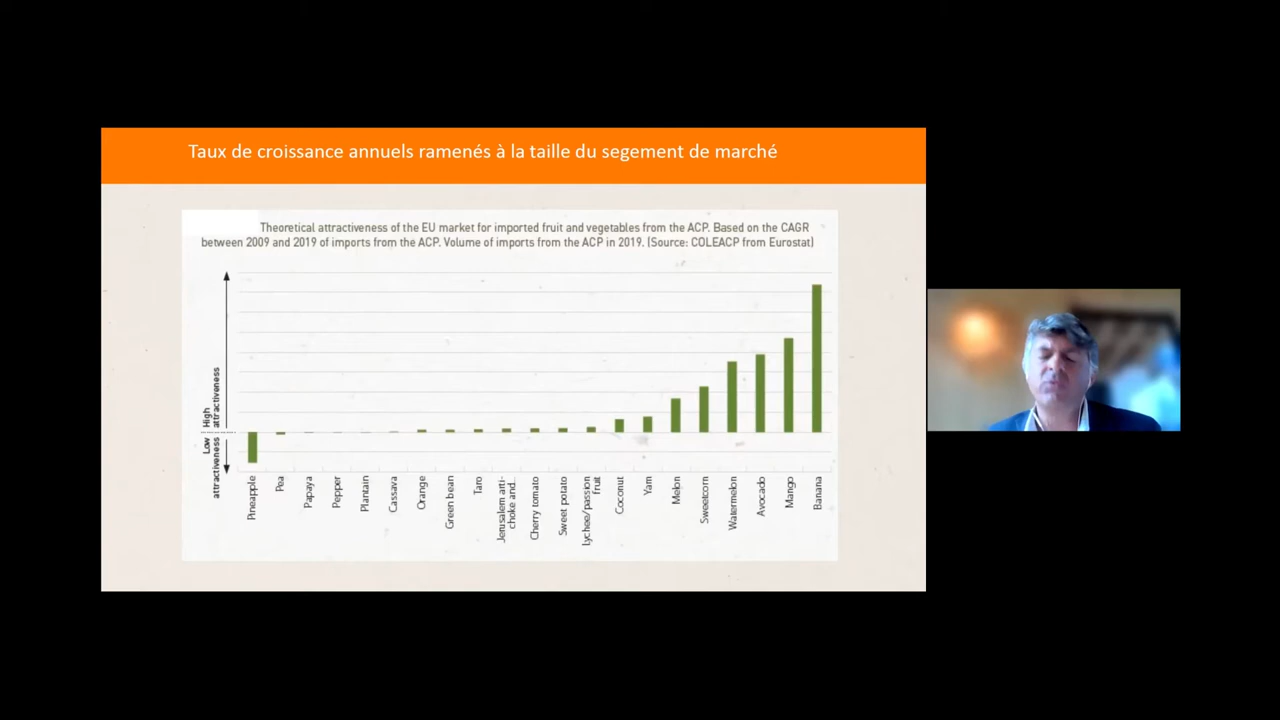 Taux de croissance annuels ramenés à la taille du segement de marché
Theoretical attractiveness of the EU market for imported fruit and vegetables from the ACP. Based on the CAGR
between 2009 and 2019 of imports from the ACP. Volume of imports from the ACP in 2019. (Source: COLEACP from Eurostat)
High
attractiveness
Low
attractiveness
Pineapple
Pea
Papaya
Pepper
Plantain
Cassava
Orange
Green bean
Taro
Jerusalem arti-
choke and...
Cherry tomato
Sweet potato
Lychee/passion
fruit
Coconut
Yam
Melon
Sweetcorn
Watermelon
Avocado
Mango
Banana